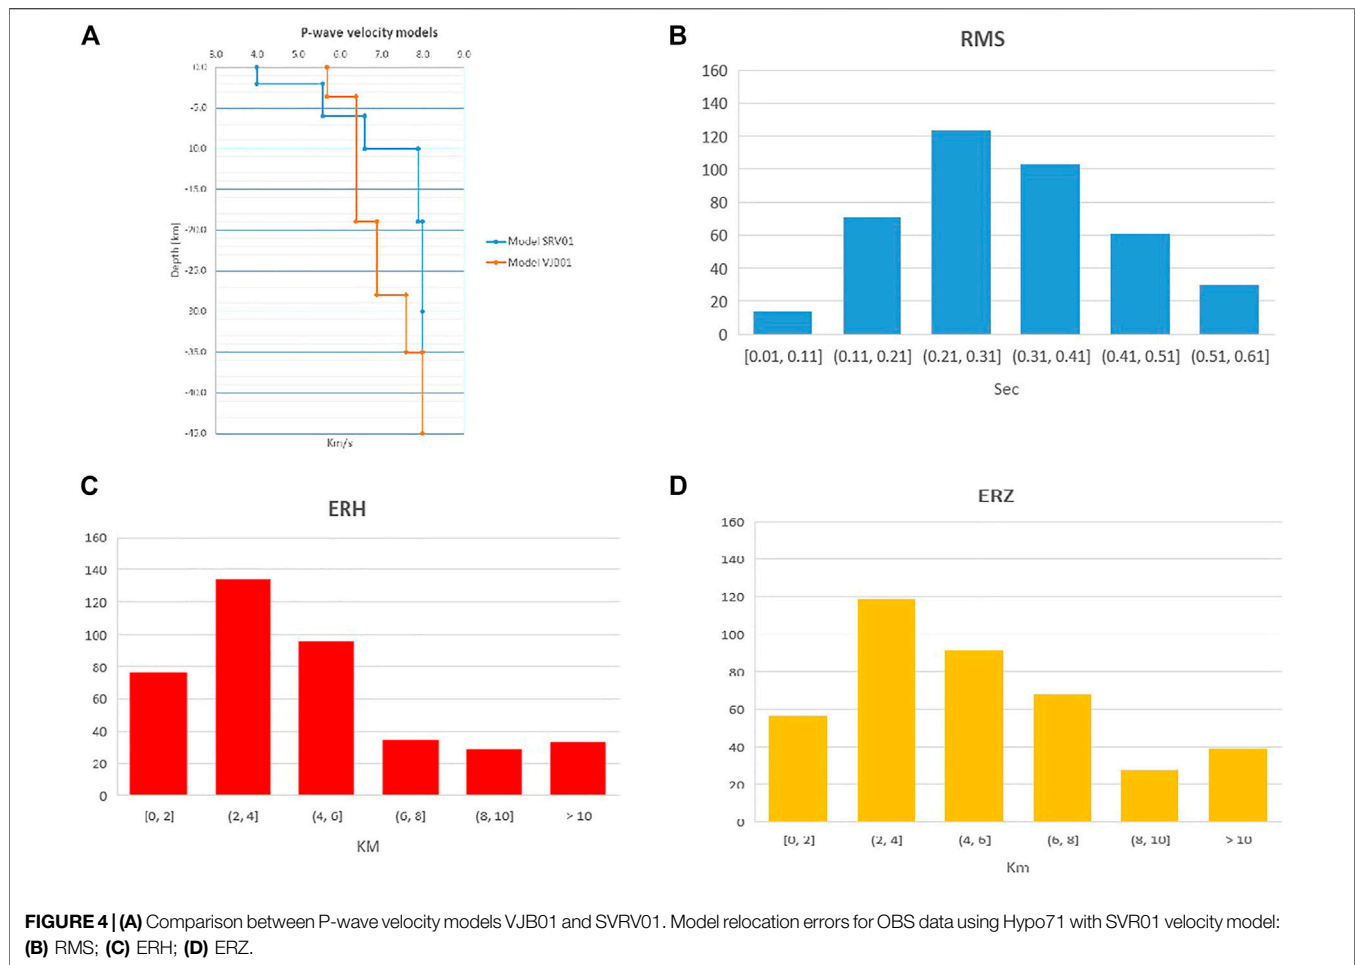 A
P-wave velocity models
3.0 4.0 5.0 6.0 7.0 8.0 9.0
0.0
-5.0
10.0
-15.0
-20.0
-25.0
30.0
-35.0
-40.0
-45.0
Depth [km]
Km/s
Model SRV01
Model VJB01
B
RMS
160
140
120
100
80
60
40
20
0
[0.01, 0.11] (0.11, 0.21] (0.21, 0.31] (0.31, 0.41] (0.41, 0.51] (0.51, 0.61]
Sec
C
ERH
160
140
120
100
80
60
40
20
0
[0, 2] (2, 4] (4, 6] (6, 8] (8, 10] > 10
KM
D
ERZ
160
140
120
100
80
60
40
20
0
[0, 2] (2, 4] (4, 6] (6, 8] (8, 10] > 10
Km
FIGURE 4 | (A) Comparison between P-wave velocity models VJB01 and SVRV01. Model relocation errors for OBS data using Hypo71 with SVR01 velocity model:
(B) RMS; (C) ERH; (D) ERZ.